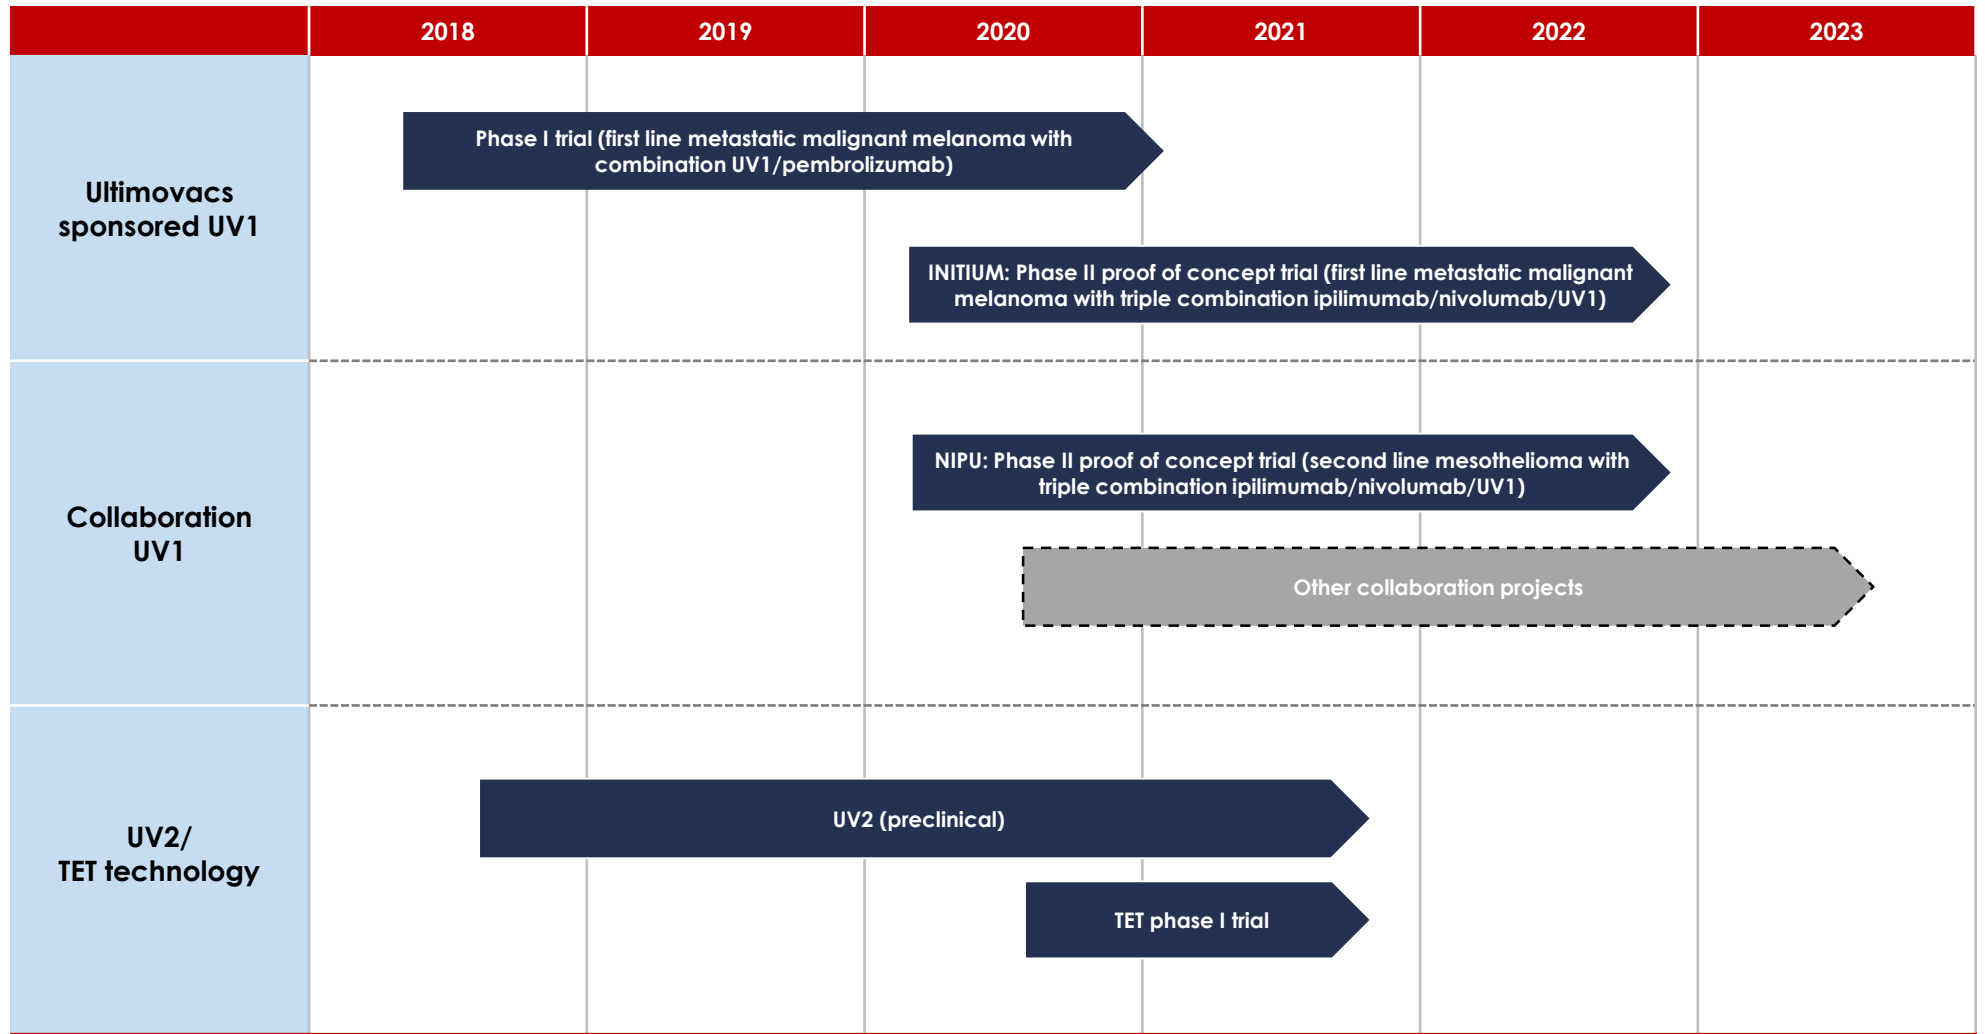 2018 2019 2020 2021 2022 2023
Ultimovacs
sponsored UV1
Phase I trial (first line metastatic malignant melanoma with
combination UV1/pembrolizumab)
INITIUM: Phase II proof of concept trial (first line metastatic malignant
melanoma with triple combination ipilimumab/nivolumab/UV1)
Collaboration
UV1
NIPU: Phase II proof of concept trial (second line mesothelioma with
triple combination ipilimumab/nivolumab/UV1)
Other collaboration projects
UV2/
TET technology
UV2 (preclinical)
TET phase I trial